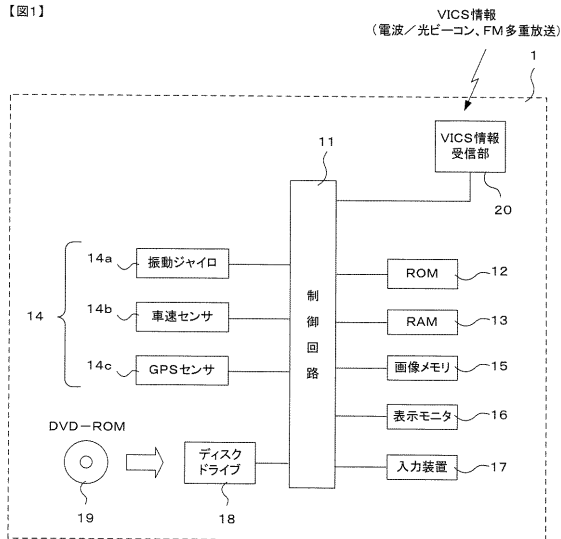 【図1】
VICS情報
（電波／光ビーコン、FM多重放送）
1
VICS情報
受信部
20
11
制御回路
14
14a
振動ジャイロ
14b
車速センサ
14c
GPSセンサ
ROM
12
RAM
13
画像メモリ
15
表示モニタ
16
入力装置
17
DVD－ROM
19
ディスク
ドライブ
18